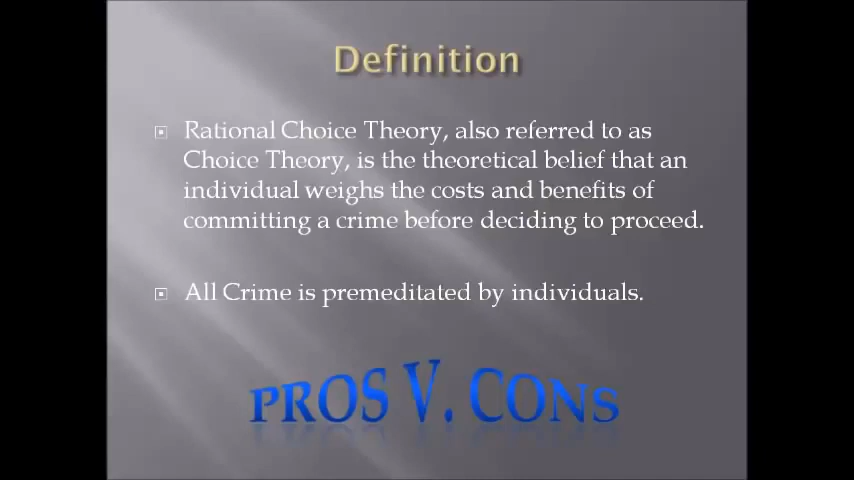 Definition
Rational Choice Theory, also referred to as
Choice Theory, is the theoretical belief that an
individual weighs the costs and benefits of
committing a crime before deciding to proceed.
All Crime is premeditated by individuals.
PROS V. CONS